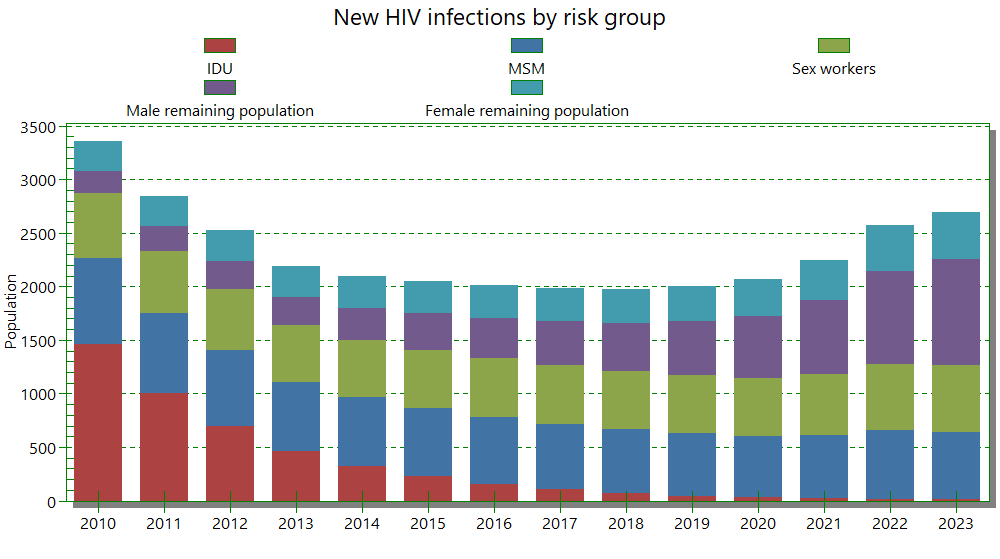 New HIV infections by risk group
IDU MSM Sex workers
Male remaining population Female remaining population
3500
3000
2500
2000
1500
1000
500
0
Population
2010 2011 2012 2013 2014 2015 2016 2017 2018 2019 2020 2021 2022 2023